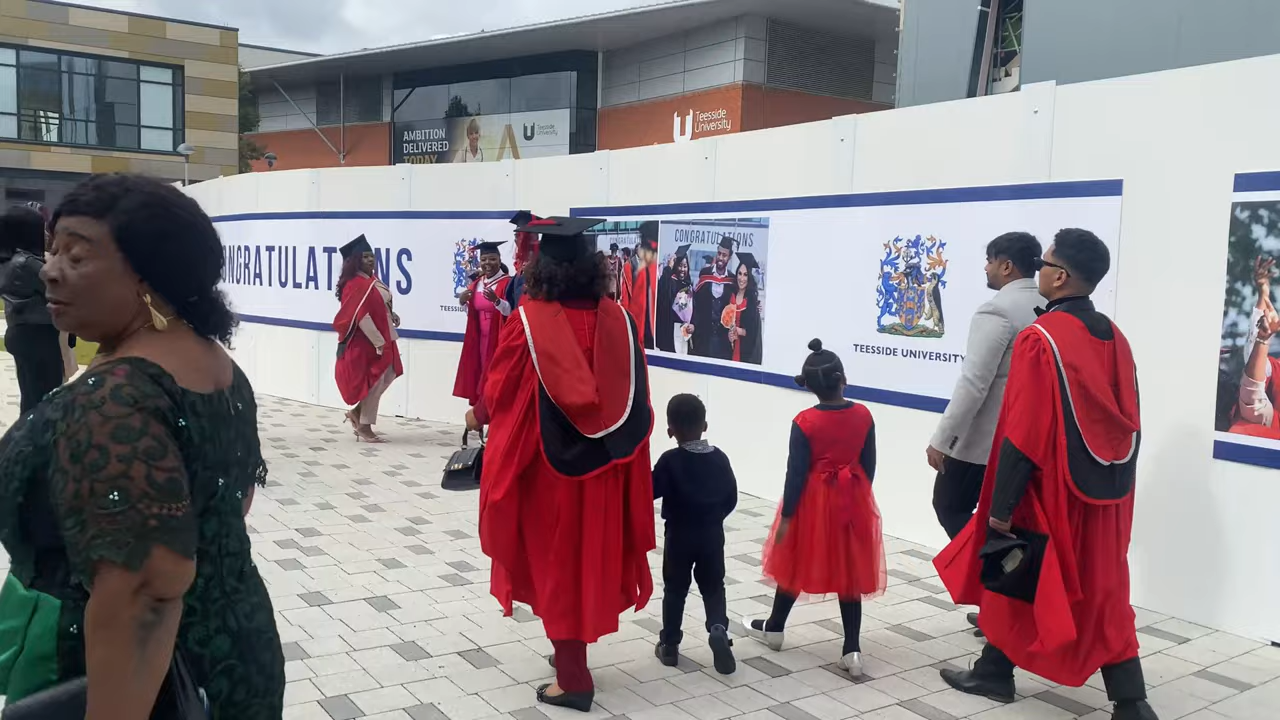 AMBITION
DELIVERED
TODAY
Teesside
University
Teesside
University
CONGRATULATIONS
CONGRATULATIONS
TEESSIDE UNIVERSITY